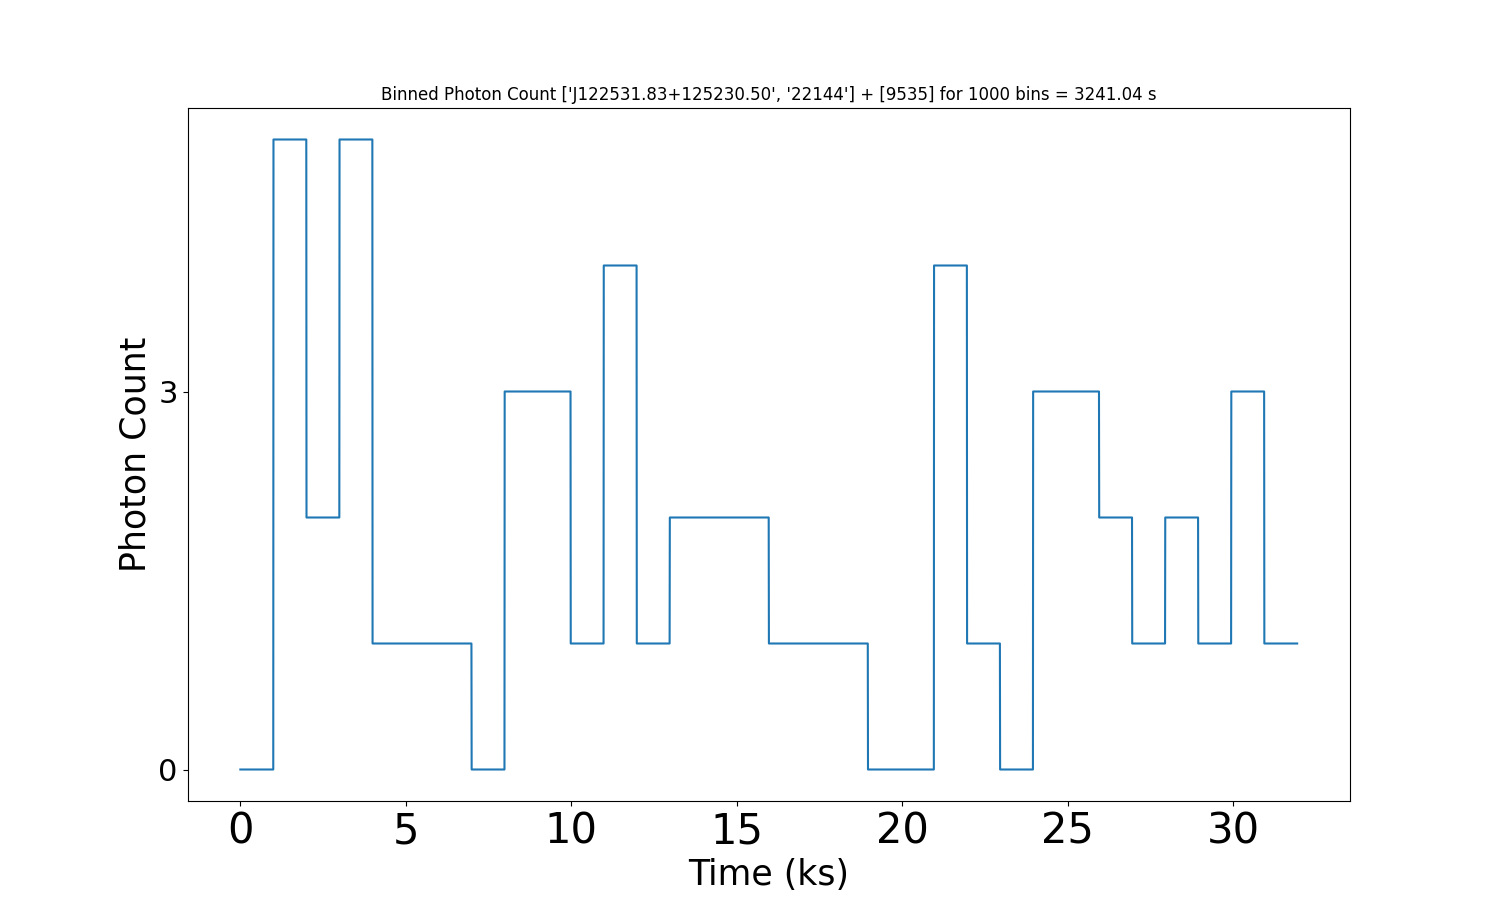 Binned Photon Count ['J122531.83+125230.50', '22144'] + [9535] for 1000 bins = 3241.04 s
Photon Count
3
0
0 5 10 15 20 25 30
Time (ks)